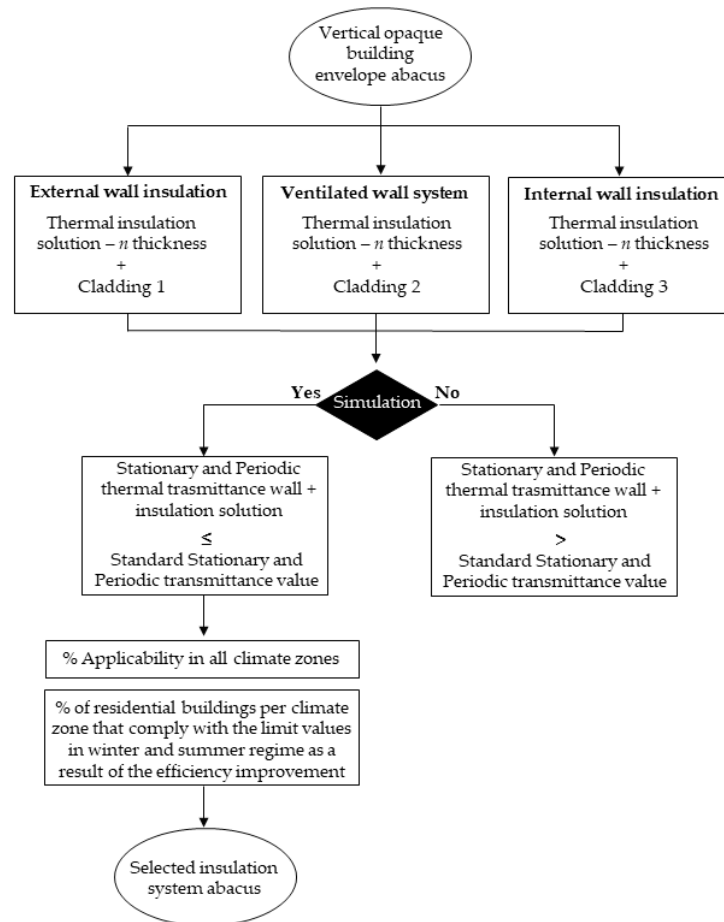 Vertical opaque
building
envelope abacus
External wall insulation
Thermal insulation
solution – n thickness
+
Cladding 1
Ventilated wall system
Thermal insulation
solution – n thickness
+
Cladding 2
Internal wall insulation
Thermal insulation
solution – n thickness
+
Cladding 3
Yes
Simulation
No
Stationary and Periodic
thermal trasmittance wall +
insulation solution
≤
Standard Stationary and
Periodic transmittance value
Stationary and Periodic
thermal trasmittance wall +
insulation solution
>
Standard Stationary and
Periodic transmittance value
% Applicability in all climate zones
% of residential buildings per climate
zone that comply with the limit values
in winter and summer regime as a
result of the efficiency improvement
Selected insulation
system abacus